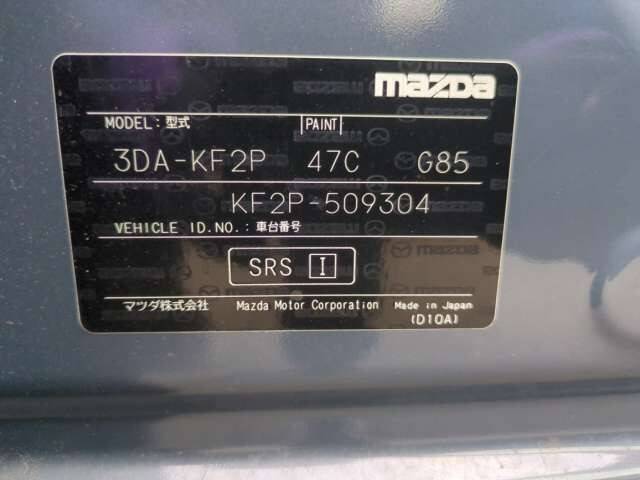 mazda
MODEL:型式 PAINT
3DA-KF2P 47C G85
KF2P-509304
VEHICLE ID.NO.:車台番号
SRS I
マツダ株式会社 Mazda Motor Corporation Made in Japan
(D10A)